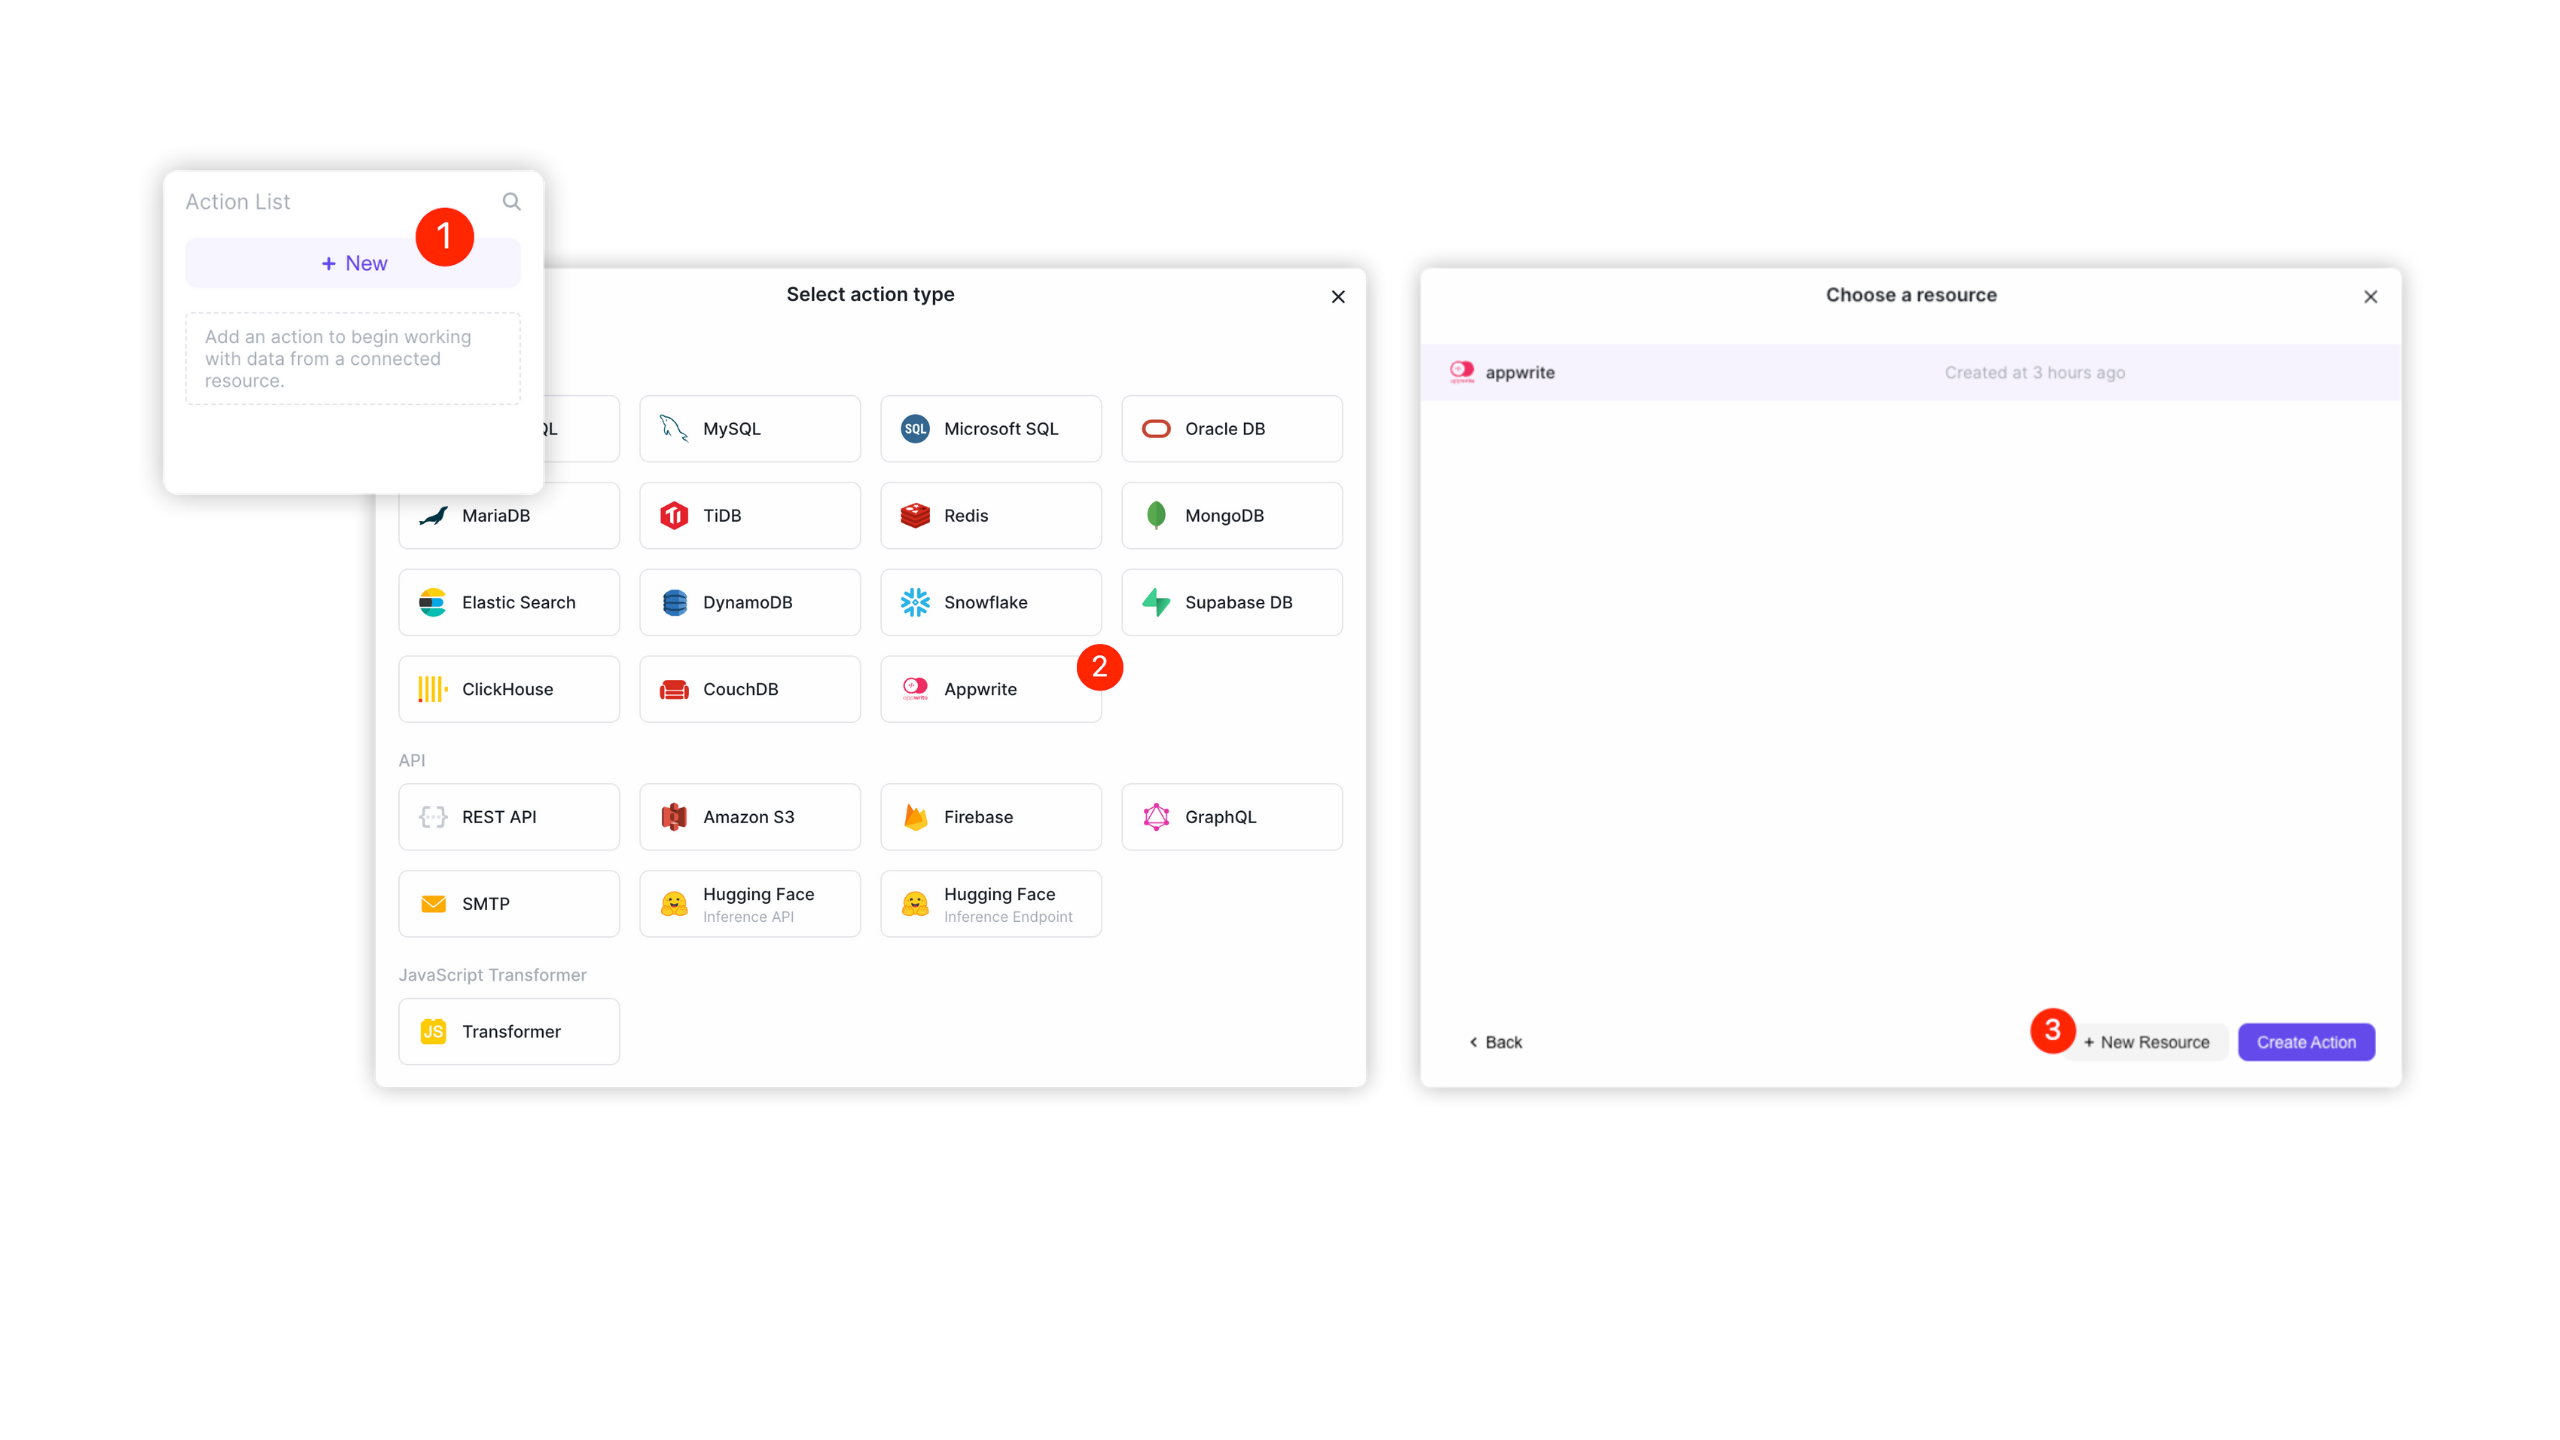 Action List
1
+ New
Add an action to begin working
with data from a connected
resource.
Select action type
QL
MySQL
SQL
Microsoft SQL
Oracle DB
MariaDB
TiDB
Redis
MongoDB
Elastic Search
DynamoDB
Snowflake
Supabase DB
ClickHouse
CouchDB
appwrite
Appwrite
2
API
REST API
Amazon S3
Firebase
GraphQL
SMTP
Hugging Face
Inference API
Hugging Face
Inference Endpoint
JavaScript Transformer
JS
Transformer
Choose a resource
appwrite
Created at 3 hours ago
Back
3
+ New Resource
Create Action